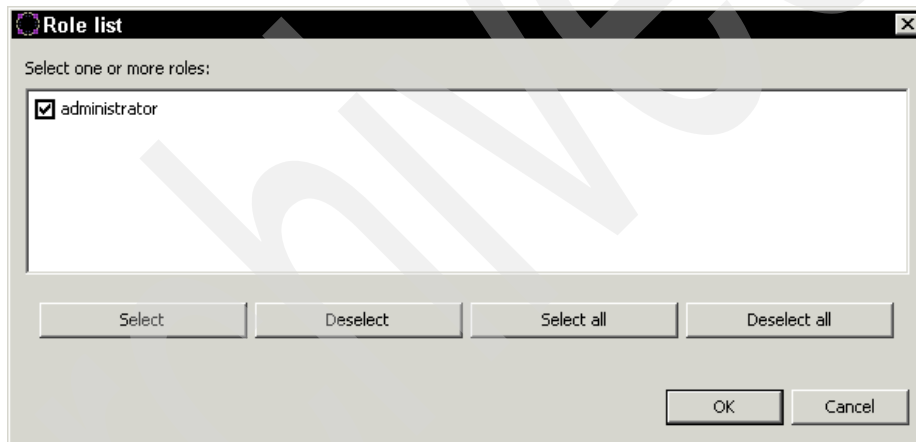 Role list
Select one or more roles:
administrator
Select Deselect Select all Deselect all
OK Cancel